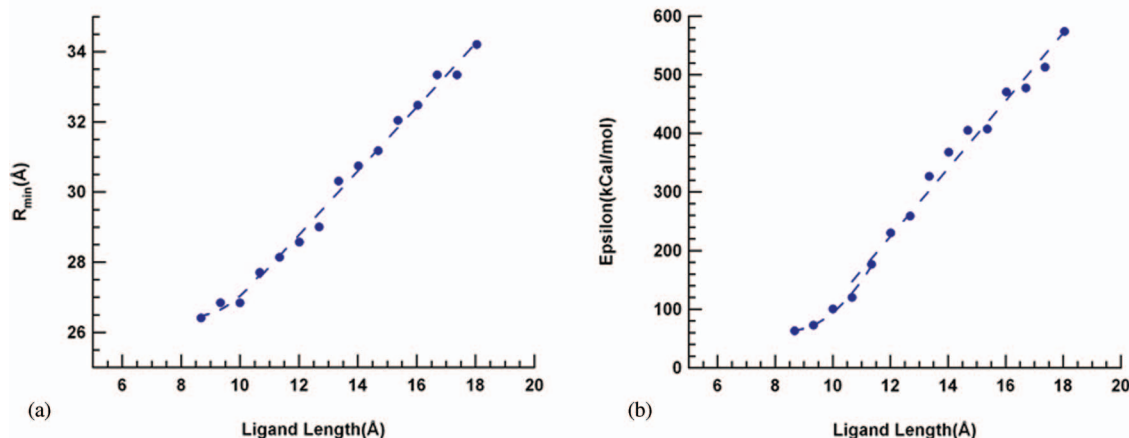 34
32
30
28
26
R_min(Å)
6 8 10 12 14 16 18 20
Ligand Length(Å)
(a)
600
500
400
300
200
100
0
Epsilon(kCal/mol)
6 8 10 12 14 16 18 20
Ligand Length(Å)
(b)